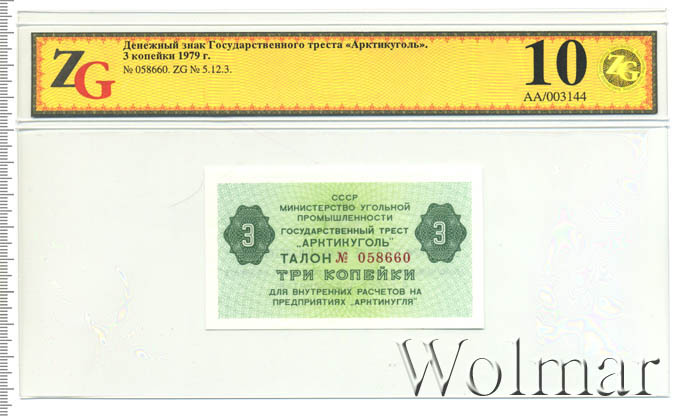 ZG
Денежный знак Государственного треста «Арктикуголь».
3 копейки 1979 г.
№ 058660. ZG № 5.12.3.
10
ZG
АА/003144
СССР
МИНИСТЕРСТВО УГОЛЬНОЙ
ПРОМЫШЛЕННОСТИ
ГОСУДАРСТВЕННЫЙ ТРЕСТ
„АРКТИКУГОЛЬ"
3
3
ТАЛОН № 058660
ТРИ КОПЕЙКИ
ДЛЯ ВНУТРЕННИХ РАСЧЕТОВ НА
ПРЕДПРИЯТИЯХ „АРКТИКУГЛЯ"
Wolmar